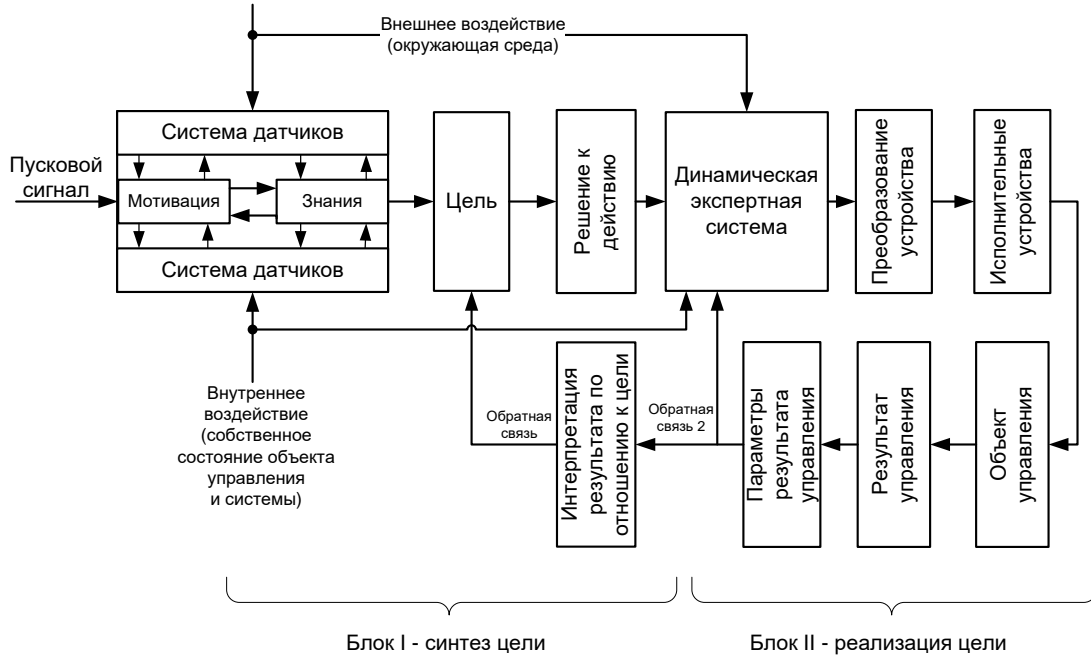 Внешнее воздействие
(окружающая среда)
Пусковой
сигнал
Система датчиков
Мотивация
Знания
Система датчиков
Цель
Решение к
действию
Динамическая
экспертная
система
Преобразование
устройства
Исполнительные
устройства
Внутреннее
воздействие
(собственное
состояние объекта
управления
и системы)
Обратная
связь
Интерпретация
результата по
отношению к цели
Обратная
связь 2
Параметры
результата
управления
Результат
управления
Объект
управления
Блок I - синтез цели
Блок II - реализация цели